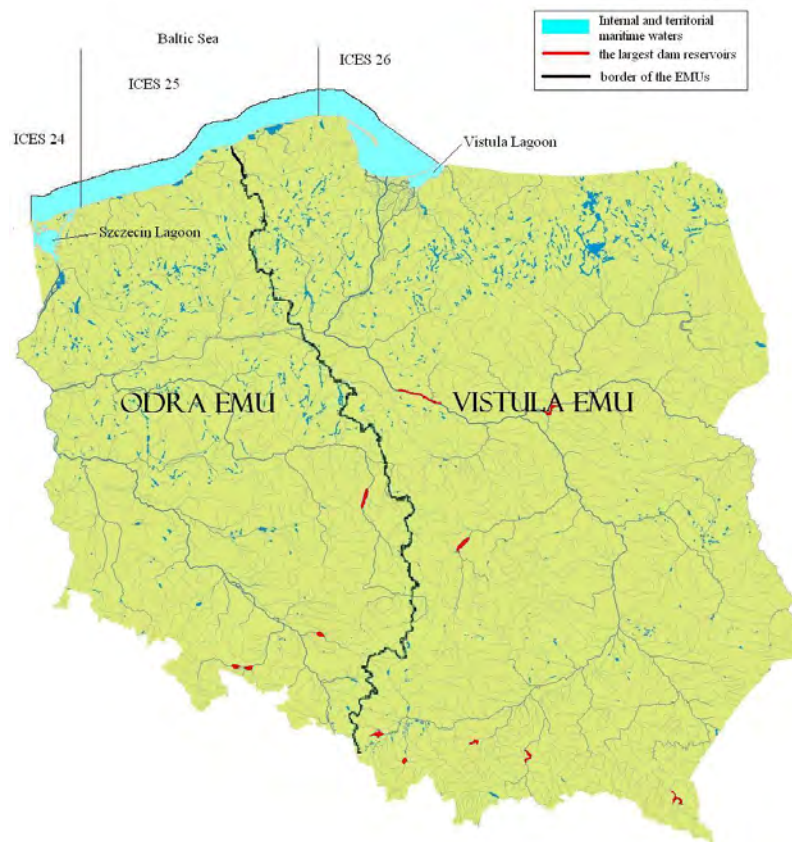 Baltic Sea
ICES 26
ICES 25
ICES 24
Internal and territorial
maritime waters
the largest dam reservoirs
border of the EMUs
Vistula Lagoon
Szczecin Lagoon
ODRA EMU
VISTULA EMU